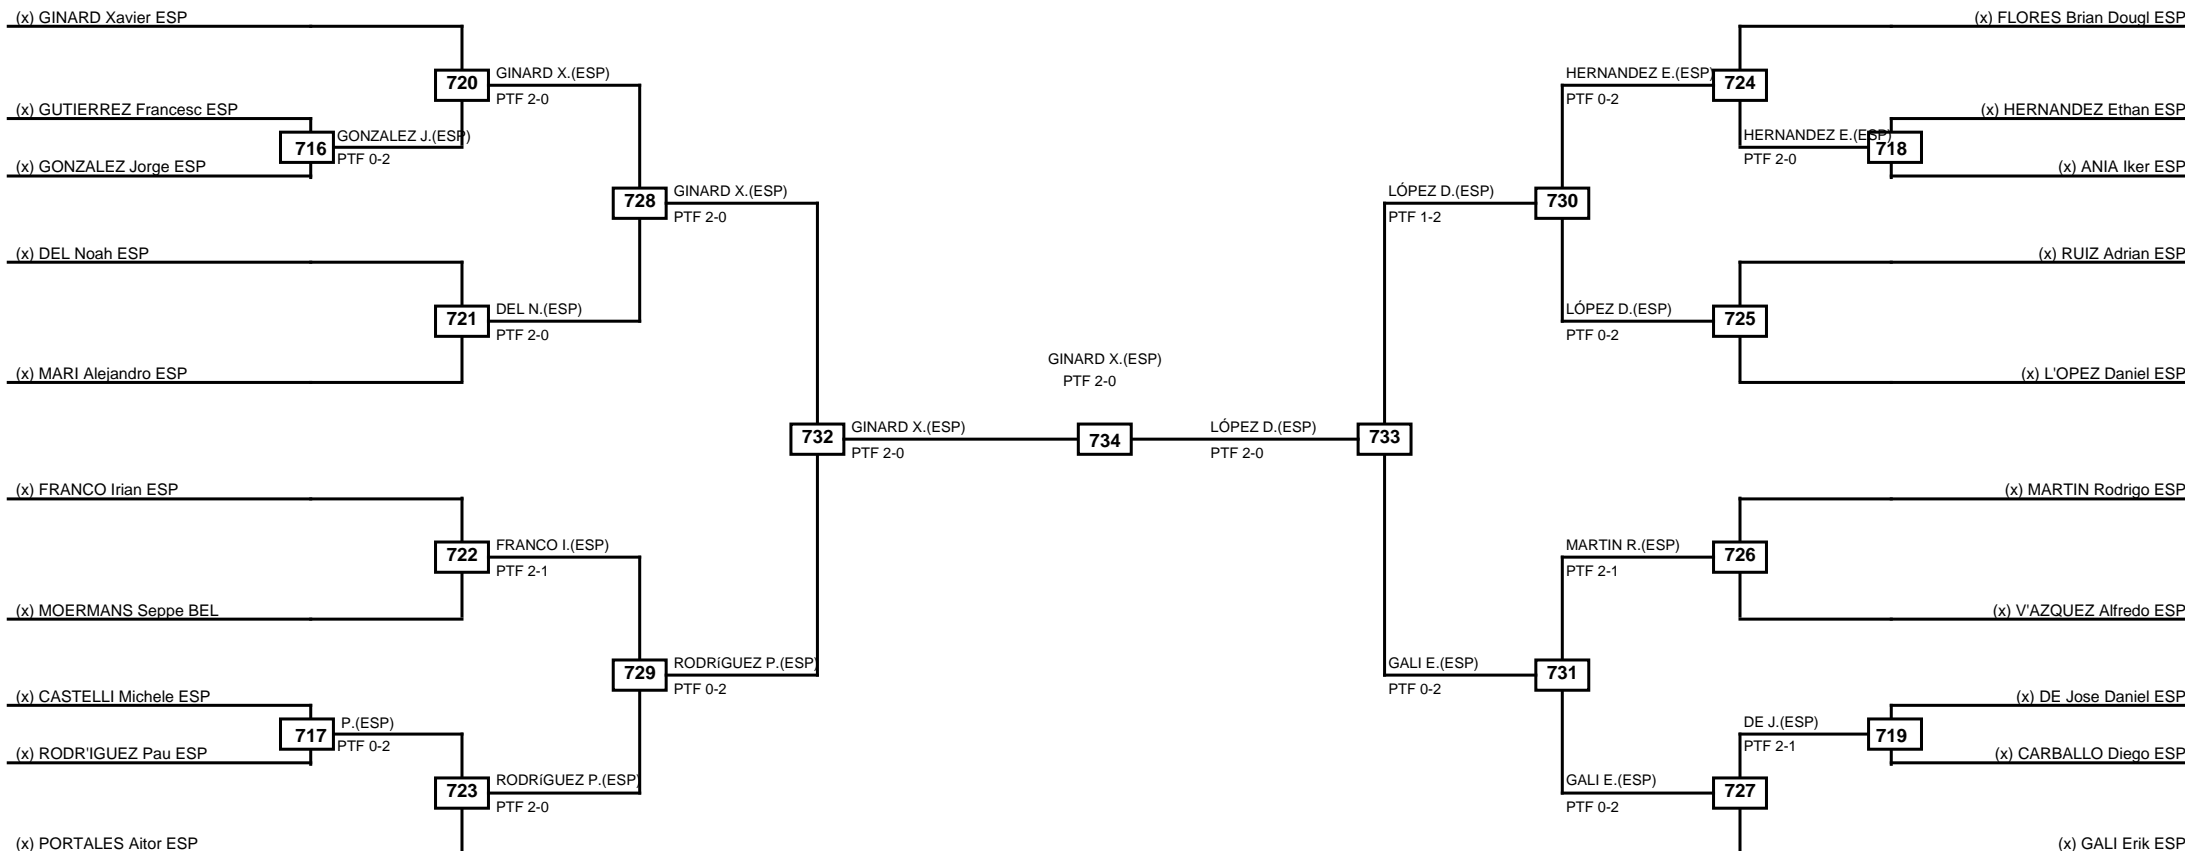 (x) GINARD Xavier ESP
(x) FLORES Brian Dougl ESP
720
GINARD X.(ESP)
PTF 2-0
HERNANDEZ E.(ESP)
PTF 0-2
724
(x) GUTIERREZ Francesc ESP
(x) HERNANDEZ Ethan ESP
716
GONZALEZ J.(ESP)
PTF 0-2
HERNANDEZ E.(ESP)
PTF 2-0
718
(x) GONZALEZ Jorge ESP
(x) ANIA Iker ESP
728
GINARD X.(ESP)
PTF 2-0
LÓPEZ D.(ESP)
PTF 1-2
730
(x) DEL Noah ESP
(x) RUIZ Adrian ESP
721
DEL N.(ESP)
PTF 2-0
LÓPEZ D.(ESP)
PTF 0-2
725
GINARD X.(ESP)
PTF 2-0
(x) MARI Alejandro ESP
(x) L'OPEZ Daniel ESP
732
GINARD X.(ESP)
PTF 2-0
734
LÓPEZ D.(ESP)
PTF 2-0
733
(x) FRANCO Irian ESP
(x) MARTIN Rodrigo ESP
722
FRANCO I.(ESP)
PTF 2-1
MARTIN R.(ESP)
PTF 2-1
726
(x) MOERMANS Seppe BEL
(x) V'AZQUEZ Alfredo ESP
729
RODRíGUEZ P.(ESP)
PTF 0-2
GALI E.(ESP)
PTF 0-2
731
(x) CASTELLI Michele ESP
(x) DE Jose Daniel ESP
717
P.(ESP)
PTF 0-2
DE J.(ESP)
PTF 2-1
719
(x) RODR'IGUEZ Pau ESP
(x) CARBALLO Diego ESP
723
RODRíGUEZ P.(ESP)
PTF 2-0
GALI E.(ESP)
PTF 0-2
727
(x) PORTALES Aitor ESP
(x) GALI Erik ESP